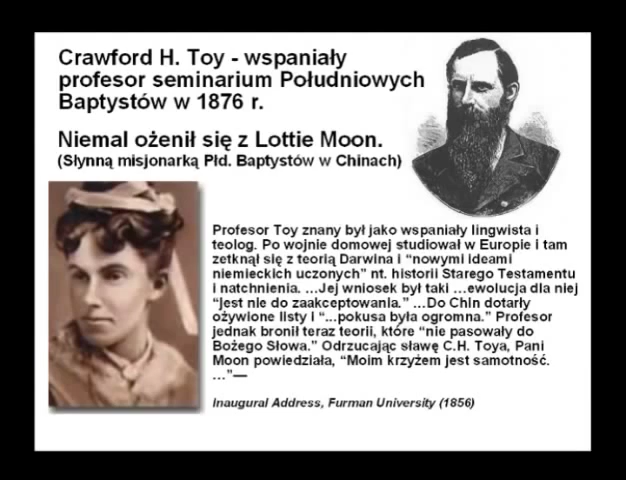 Crawford H. Toy - wspaniały
profesor seminarium Południowych
Baptystów w 1876 r.
Niemal ożenił się z Lottie Moon.
(Słynną misjonarką Płd. Baptystów w Chinach)
Profesor Toy znany był jako wspaniały lingwista i
teolog. Po wojnie domowej studiował w Europie i tam
zetknął się z teorią Darwina i “nowymi ideami
niemieckich uczonych” nt. historii Starego Testamentu
i natchnienia. ...Jej wniosek był taki ...ewolucja dla niej
“jest nie do zaakceptowania.” ...Do Chin dotarły
ożywione listy i “...pokusa była ogromna.” Profesor
jednak bronił teraz teorii, które “nie pasowały do
Bożego Słowa.” Odrzucając sławę C.H. Toya, Pani
Moon powiedziała, “Moim krzyżem jest samotność.
...”—
Inaugural Address, Furman University (1856)